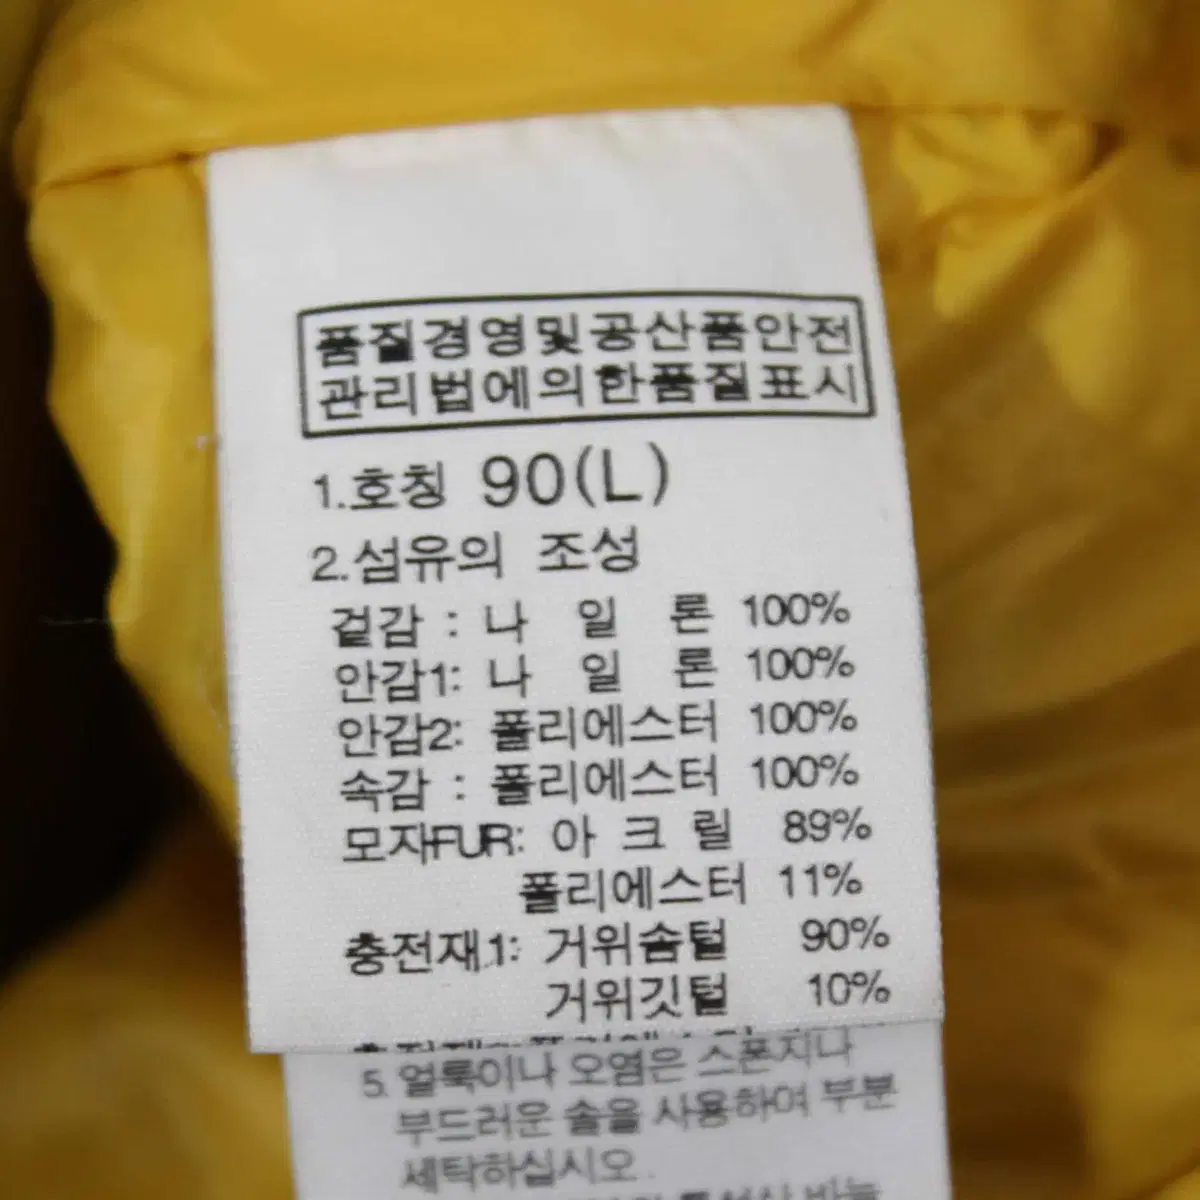 품질경영및공산품안전
관리법에의한품질표시
1.호칭 90(L)
2.섬유의 조성
겉감 : 나 일 론 100%
안감1: 나 일 론 100%
안감2: 폴리에스터 100%
속감 : 폴리에스터 100%
모자FUR: 아 크 릴 89%
폴리에스터 11%
충전재1: 거위솜털 90%
거위깃털 10%
5. 얼룩이나 오염은 스폰지나
부드러운 솔을 사용하여 부분
세탁하십시오.